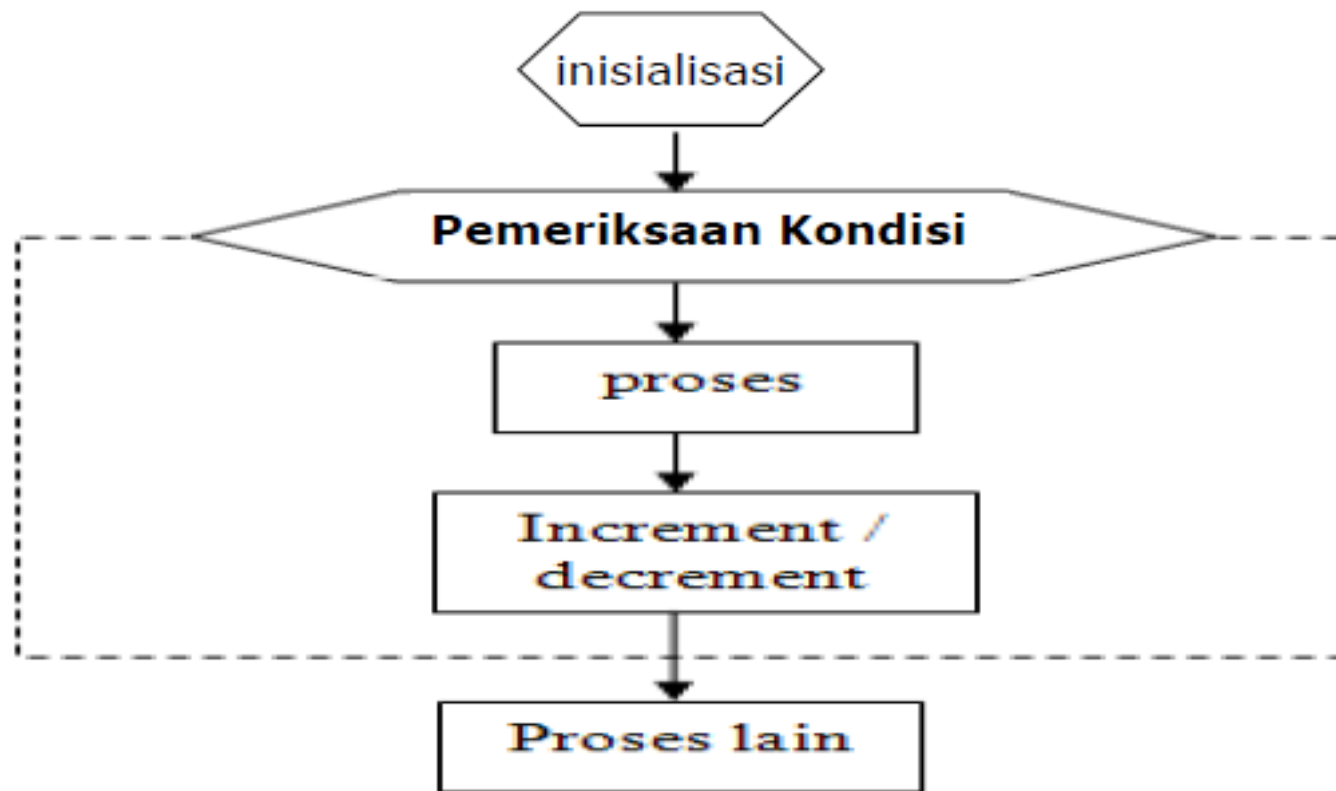 inisialisasi
Pemeriksaan Kondisi
proses
Increment /
decrement
Proses lain